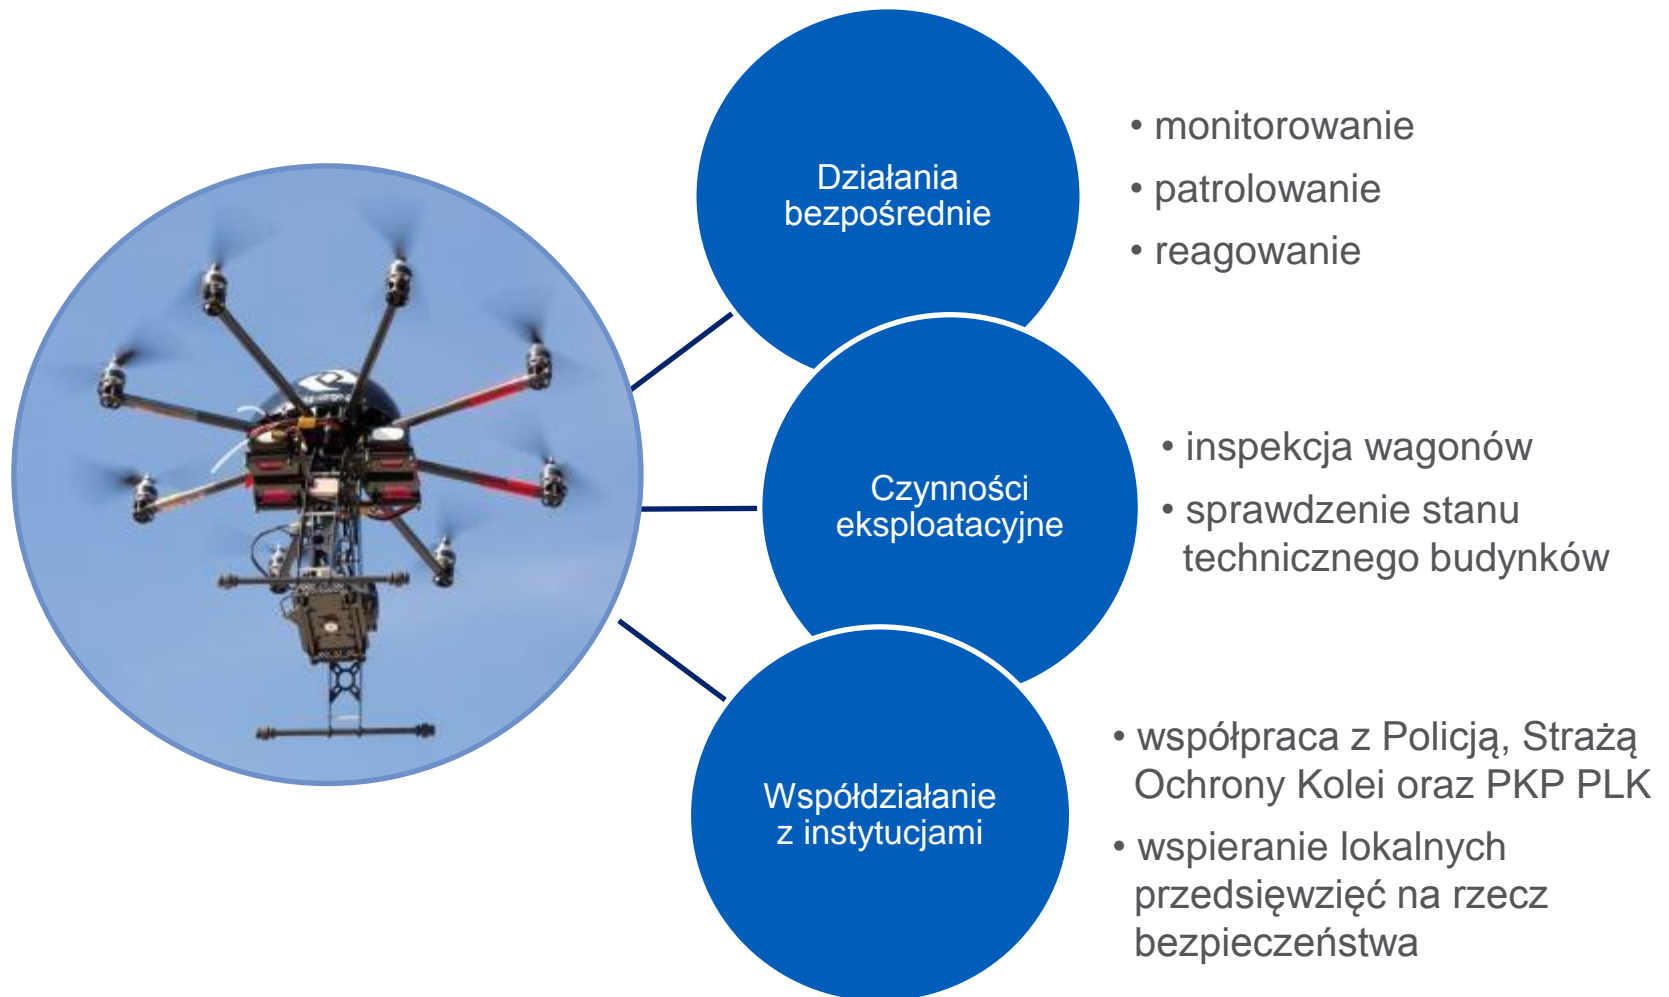 Działania
bezpośrednie
• monitorowanie
• patrolowanie
• reagowanie
Czynności
eksploatacyjne
• inspekcja wagonów
• sprawdzenie stanu
technicznego budynków
Współdziałanie
z instytucjami
• współpraca z Policją, Strażą
Ochrony Kolei oraz PKP PLK
• wspieranie lokalnych
przedsięwzięć na rzecz
bezpieczeństwa